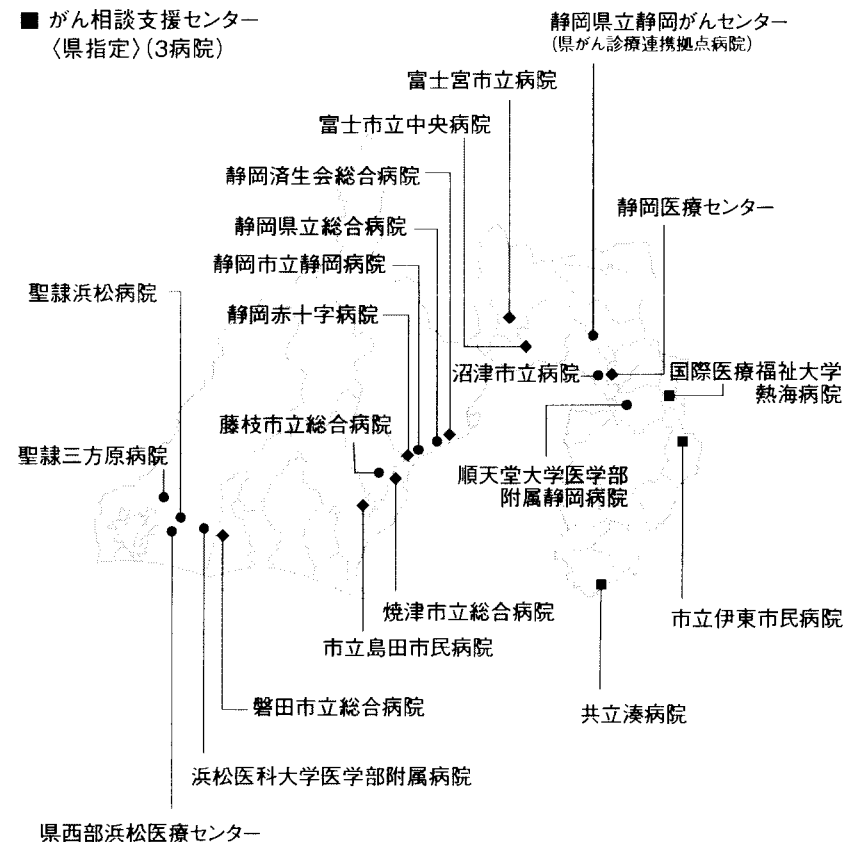 ■ がん相談支援センター
〈県指定〉(3病院)
静岡県立静岡がんセンター
(県がん診療連携拠点病院)
富士宮市立病院
富士市立中央病院
静岡済生会総合病院
静岡医療センター
静岡県立総合病院
静岡市立静岡病院
聖隷浜松病院
静岡赤十字病院
沼津市立病院
国際医療福祉大学
熱海病院
藤枝市立総合病院
聖隷三方原病院
順天堂大学医学部
附属静岡病院
焼津市立総合病院
市立伊東市民病院
市立島田市民病院
磐田市立総合病院
共立湊病院
浜松医科大学医学部附属病院
県西部浜松医療センター